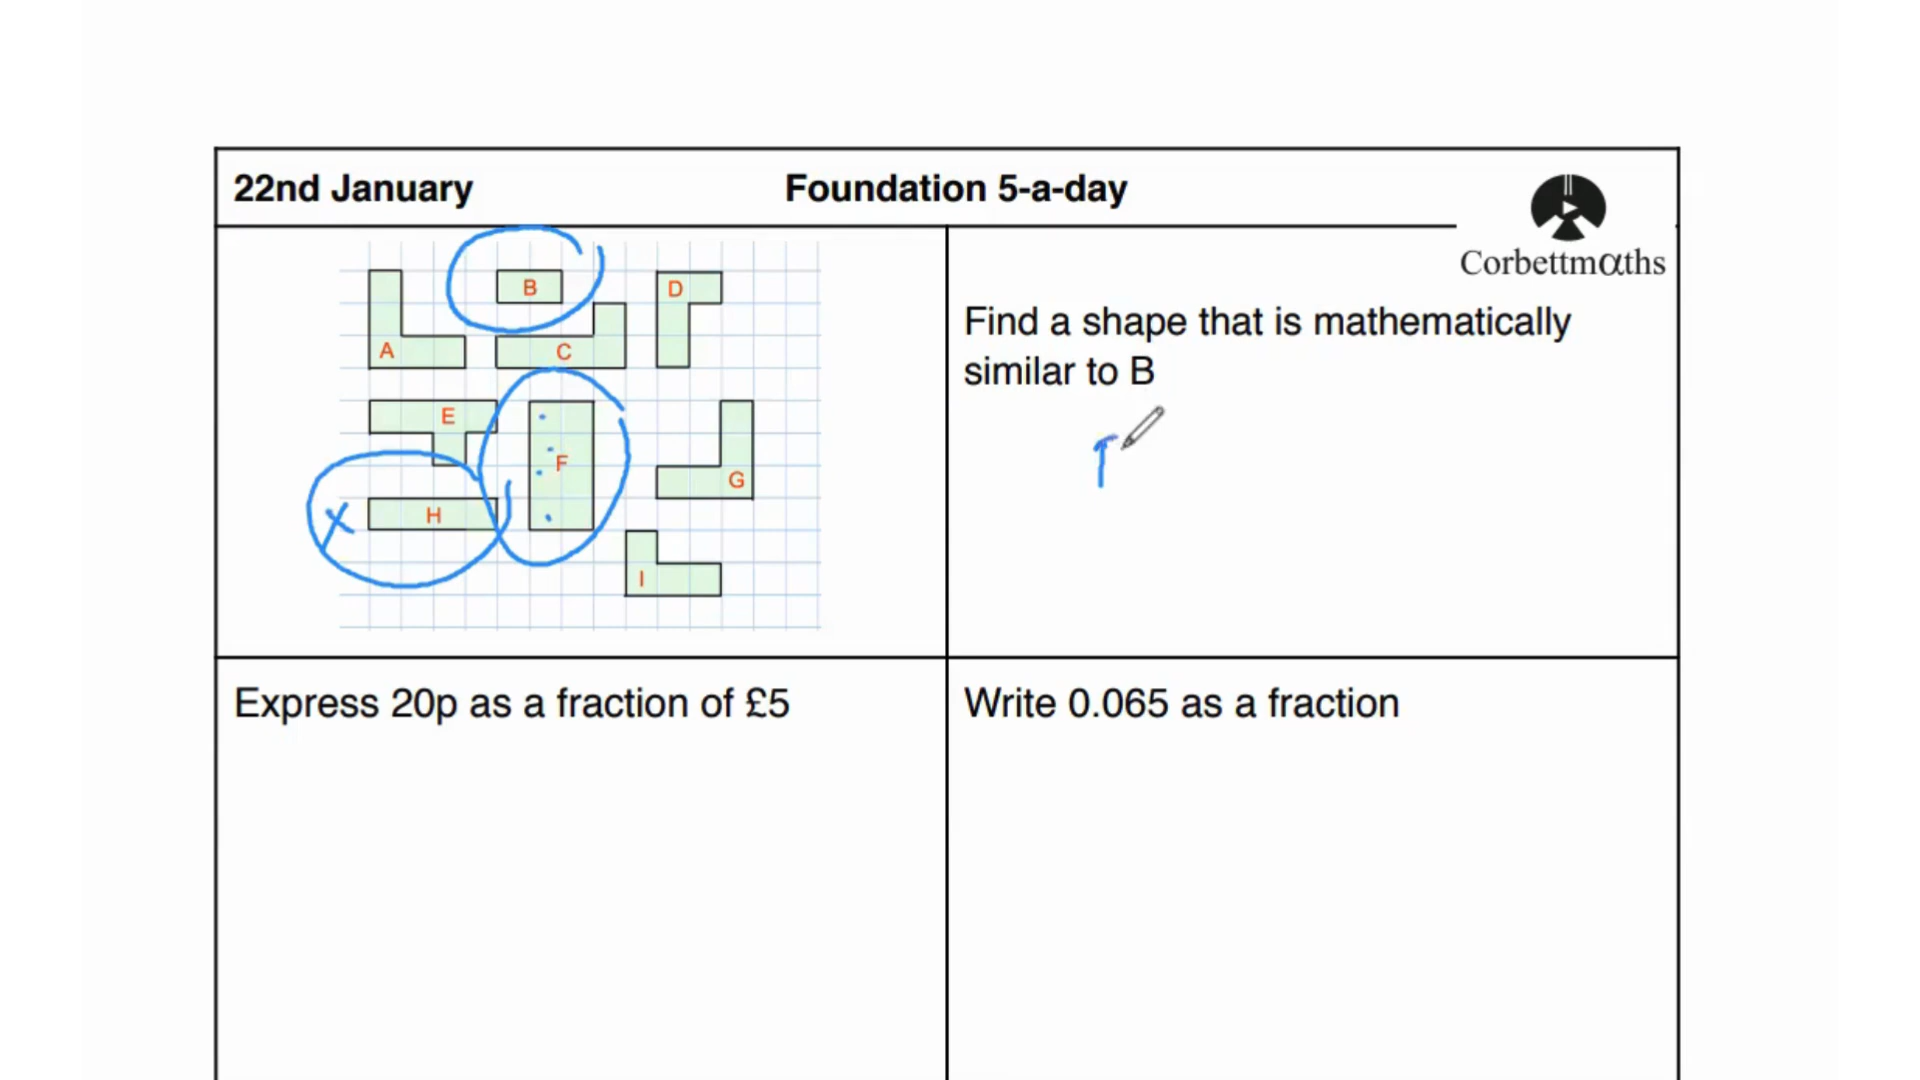 22nd January
Foundation 5-a-day
Corbettmαths
B
D
A
C
E
F
G
H
I
Find a shape that is mathematically
similar to B
Express 20p as a fraction of £5
Write 0.065 as a fraction